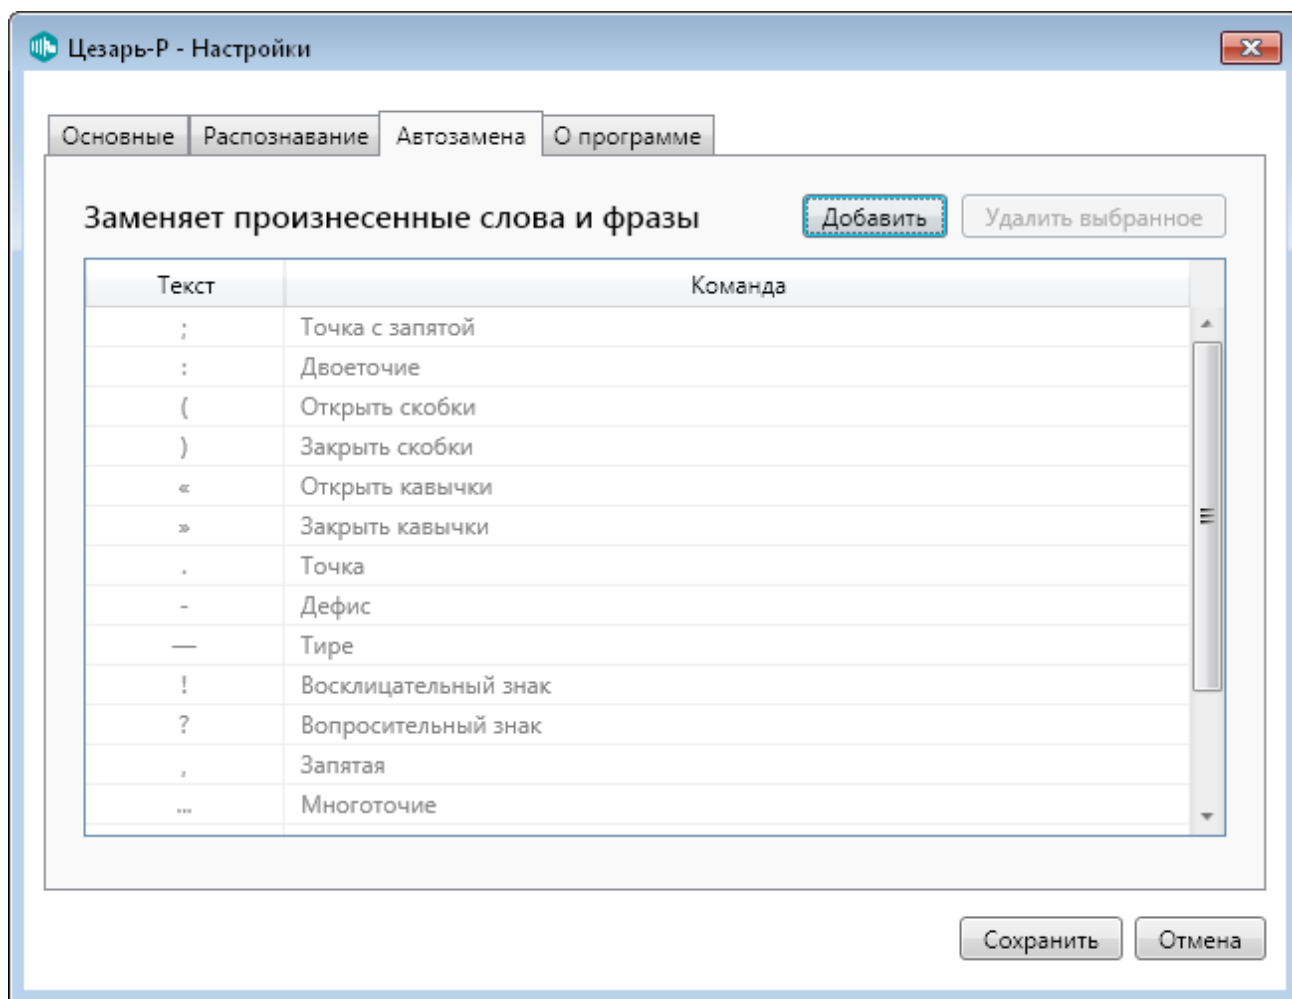 Цезарь-Р - Настройки
Основные Распознавание Автозамена О программе
Заменяет произнесенные слова и фразы Добавить Удалить выбранное
Текст Команда
; Точка с запятой
: Двоеточие
( Открыть скобки
) Закрыть скобки
« Открыть кавычки
» Закрыть кавычки
. Точка
- Дефис
— Тире
! Восклицательный знак
? Вопросительный знак
, Запятая
... Многоточие
Сохранить Отмена